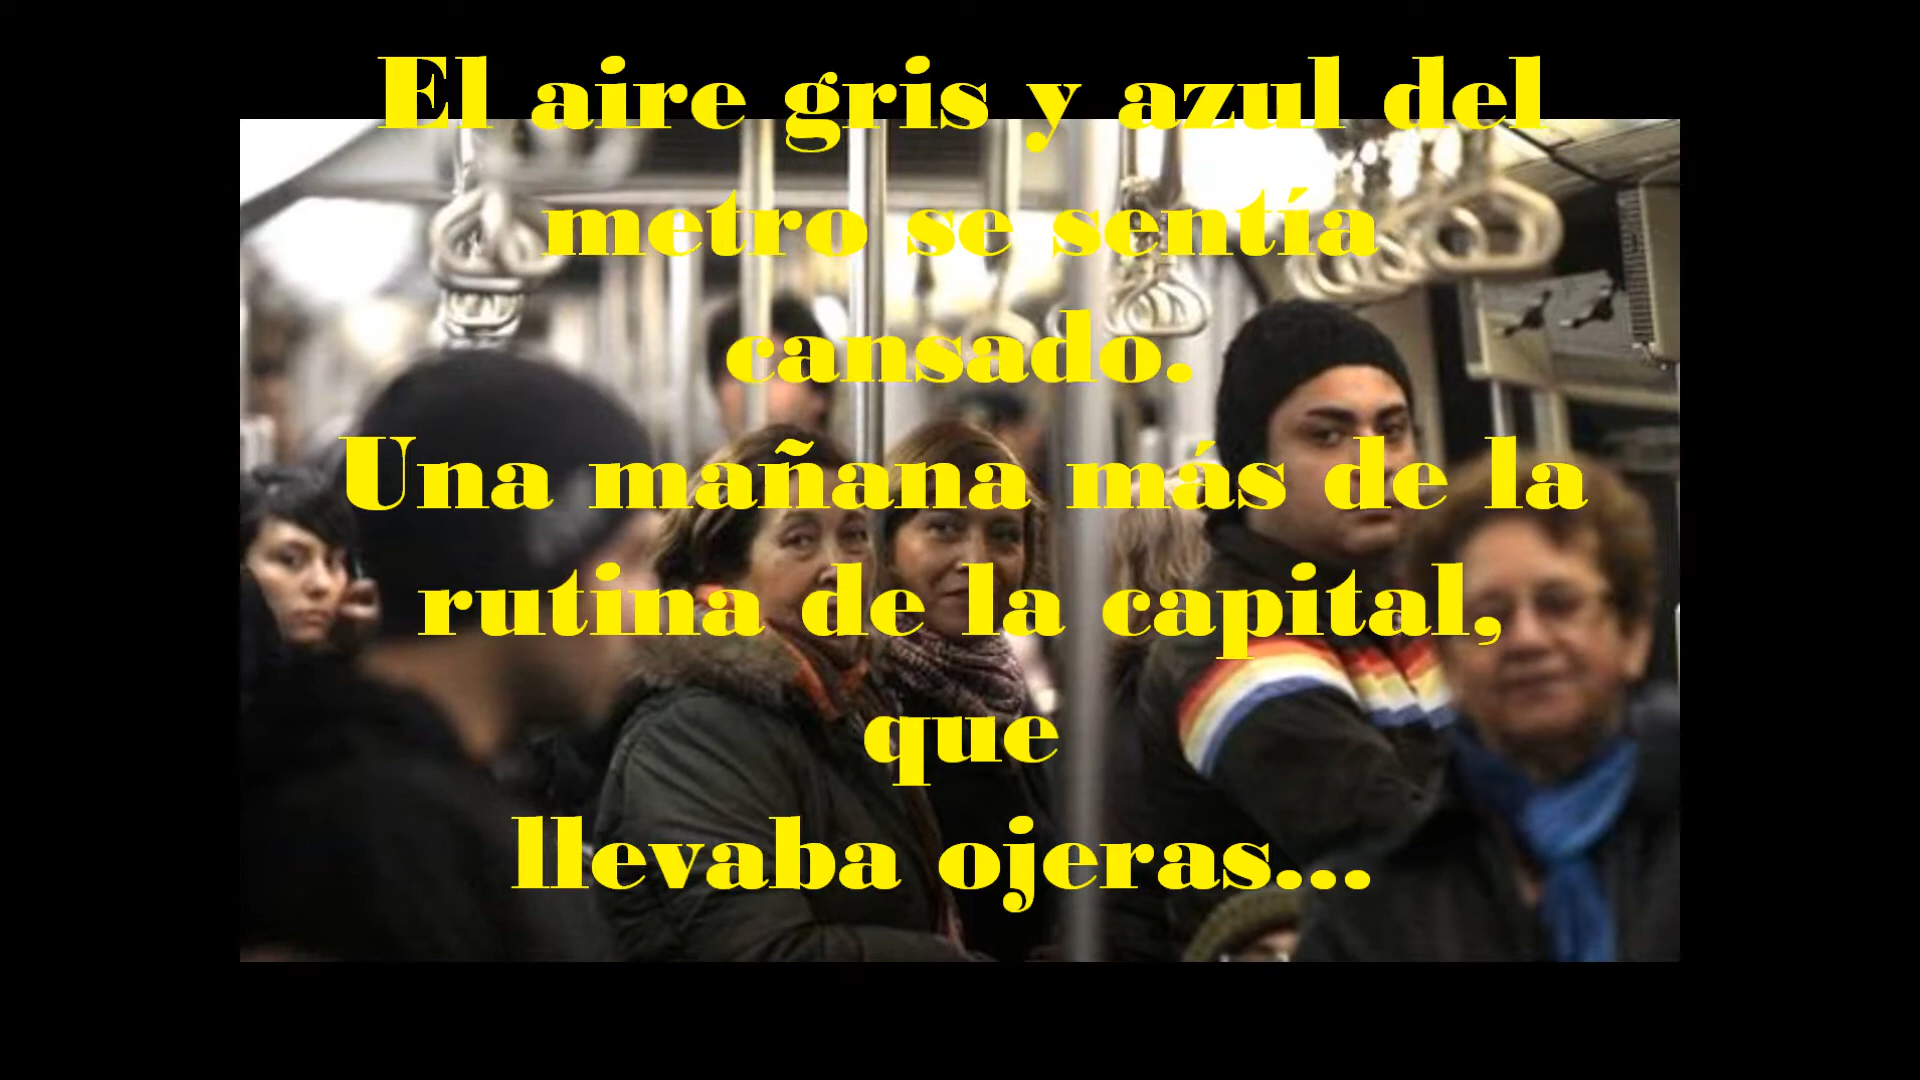 El aire gris y azul del
metro se sentía
cansado.
Una mañana más de la
rutina de la capital,
que
llevaba ojeras...